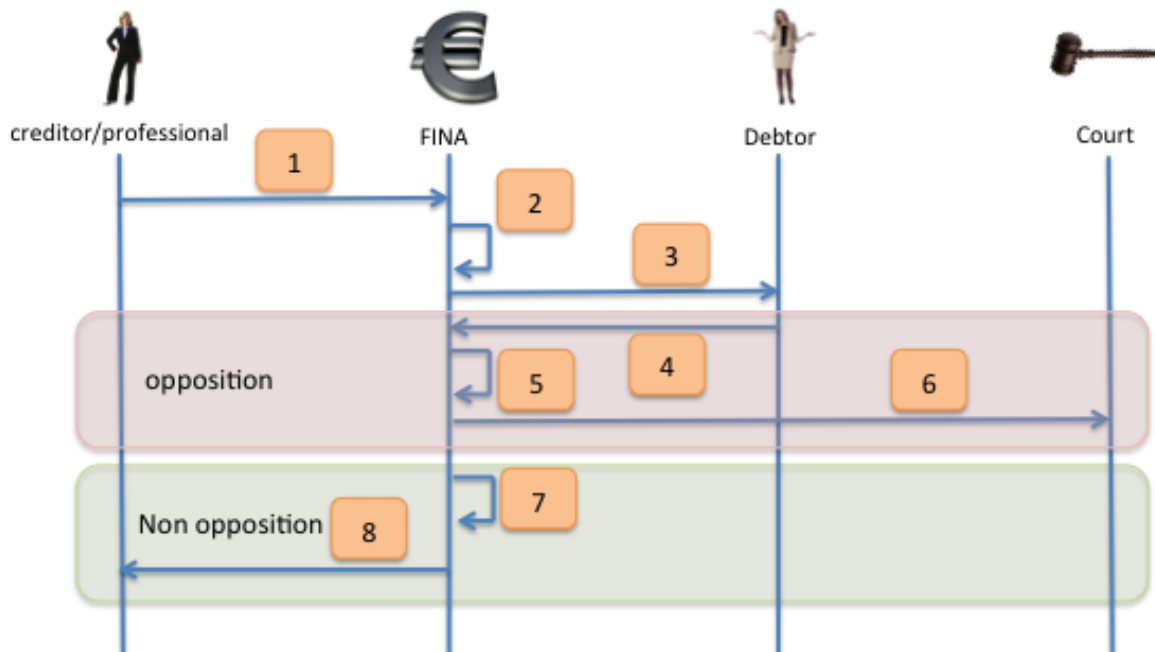 creditor/professional
FINA
Debtor
Court
1
2
3
4
opposition
5
6
7
Non opposition
8